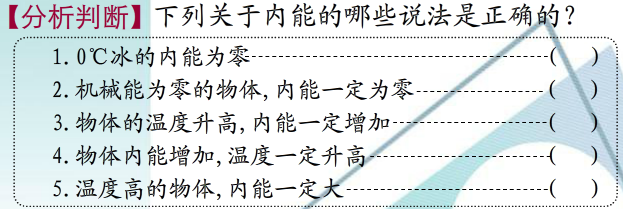 【分析判断】下列关于内能的哪些说法是正确的？
1.0℃冰的内能为零------------------------------------( )
2.机械能为零的物体,内能一定为零----------------( )
3.物体的温度升高,内能一定增加-------------------( )
4.物体内能增加,温度一定升高----------------------( )
5.温度高的物体,内能一定大-------------------------( )